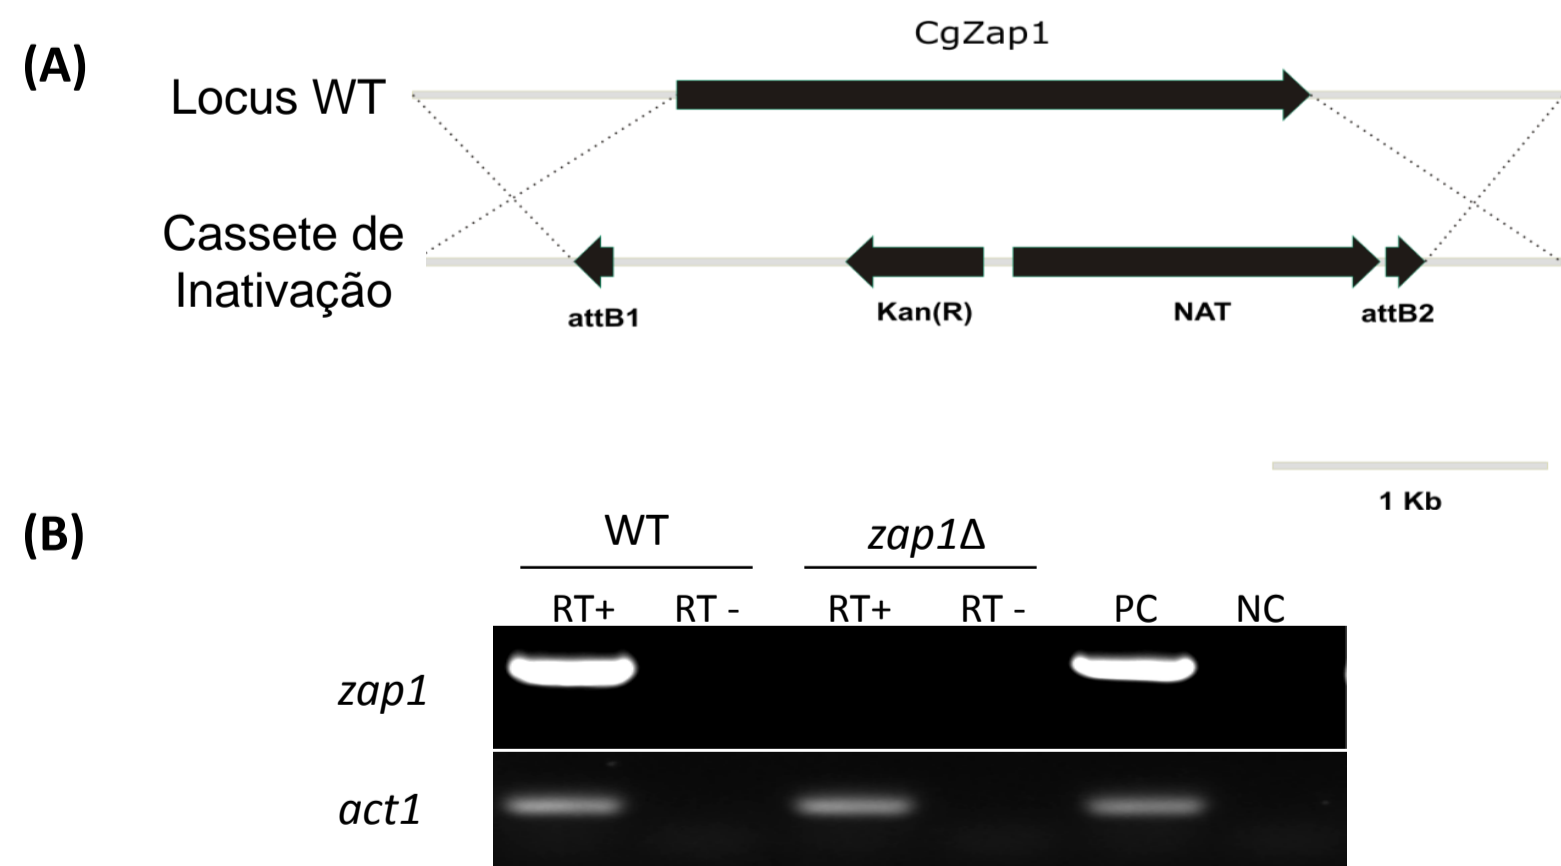 (A)
CgZap1
Locus WT
Cassete de
Inativação
attB1
Kan(R)
NAT
attB2
1 Kb
(B)
WT
zap1Δ
RT+
RT -
RT+
RT -
PC
NC
zap1
act1